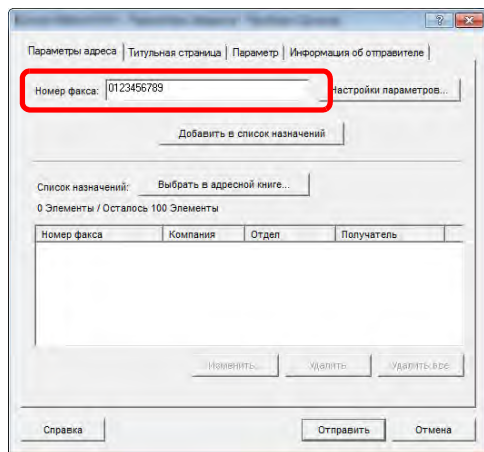 Параметры адреса Титульная страница Параметр Информация об отправителе
Номер факса: 0123456789 Настройки параметров...
Добавить в список назначений
Список назначений: Выбрать в адресной книге...
0 Элементы / Осталось 100 Элементы
Номер факса Компания Отдел Получатель
Изменить... Удалить Удалить все
Справка Отправить Отмена